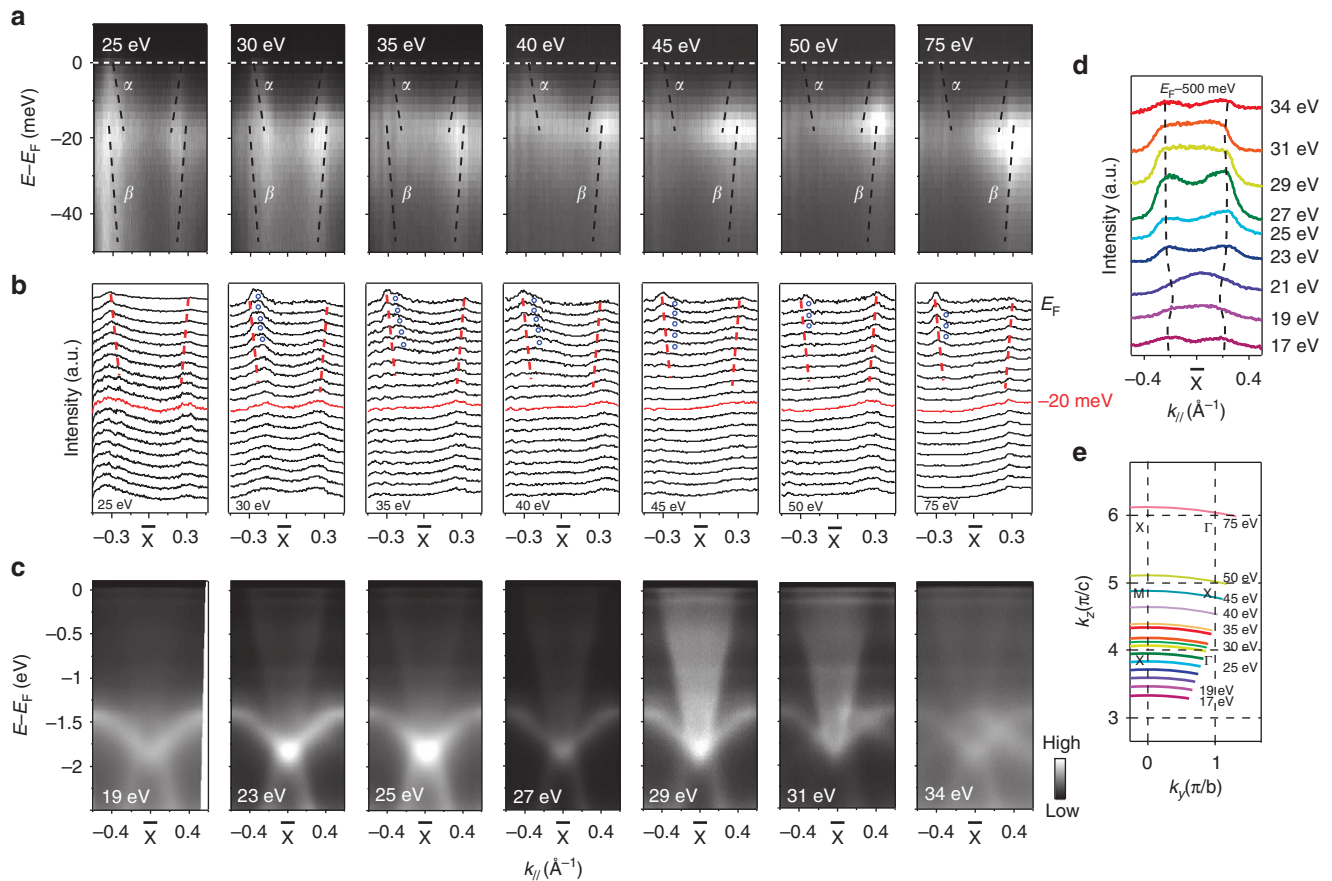 a
25 eV 30 eV 35 eV 40 eV 45 eV 50 eV 75 eV
E–EF (meV)
0
–20
–40
α α α α α α α
β β β β β β β
b
Intensity (a.u.)
EF
–20 meV
25 eV 30 eV 35 eV 40 eV 45 eV 50 eV 75 eV
–0.3 X̅ 0.3 –0.3 X̅ 0.3 –0.3 X̅ 0.3 –0.3 X̅ 0.3 –0.3 X̅ 0.3 –0.3 X̅ 0.3 –0.3 X̅ 0.3
c
E–EF (eV)
0
–0.5
–1
–1.5
–2
19 eV 23 eV 25 eV 27 eV 29 eV 31 eV 34 eV
–0.4 X̅ 0.4 –0.4 X̅ 0.4 –0.4 X̅ 0.4 –0.4 X̅ 0.4 –0.4 X̅ 0.4 –0.4 X̅ 0.4 –0.4 X̅ 0.4
k// (Å–1)
High
Low
d
EF–500 meV
Intensity (a.u.)
34 eV
31 eV
29 eV
27 eV
25 eV
23 eV
21 eV
19 eV
17 eV
–0.4 X̅ 0.4
k// (Å–1)
e
kz(π/c)
6
5
4
3
75 eV
X Γ
50 eV
M X 45 eV
40 eV
35 eV
30 eV
X Γ 25 eV
19 eV
17 eV
0 1
ky(π/b)